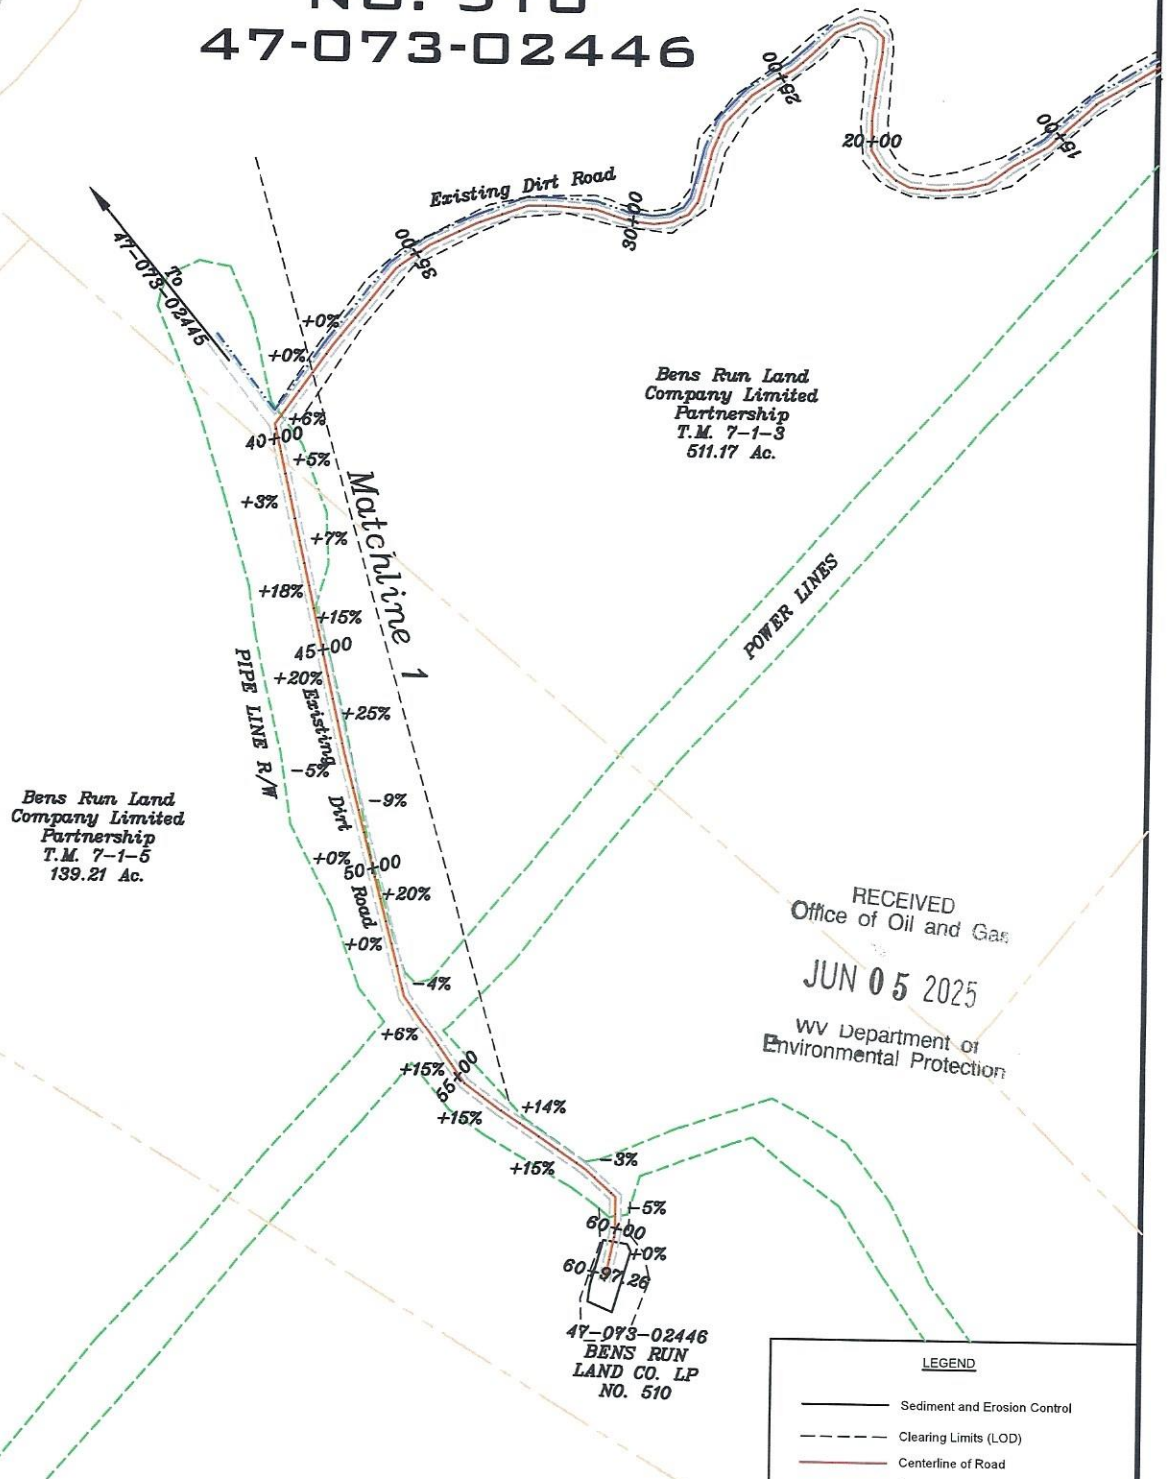 NO. 510
47-073-02446
25+00
20+00
15+00
Existing Dirt Road
30+00
35+00
To
47-073-02445
+0%
+0%
+6%
40+00
+5%
+3%
+7%
Matchline 1
+18%
+15%
45+00
+20%
Existing Dirt Road
+25%
PIPE LINE R/W
-5%
-9%
+0%
50+00
+20%
+0%
-4%
+6%
+15%
55+00
+15%
+14%
+15%
-3%
-5%
60+00
+0%
60+97.26
47-073-02446
BENS RUN
LAND CO. LP
NO. 510
Bens Run Land
Company Limited
Partnership
T.M. 7-1-3
511.17 Ac.
POWER LINES
Bens Run Land
Company Limited
Partnership
T.M. 7-1-5
139.21 Ac.
RECEIVED
Office of Oil and Gas
JUN 05 2025
WV Department of
Environmental Protection
LEGEND
Sediment and Erosion Control
Clearing Limits (LOD)
Centerline of Road